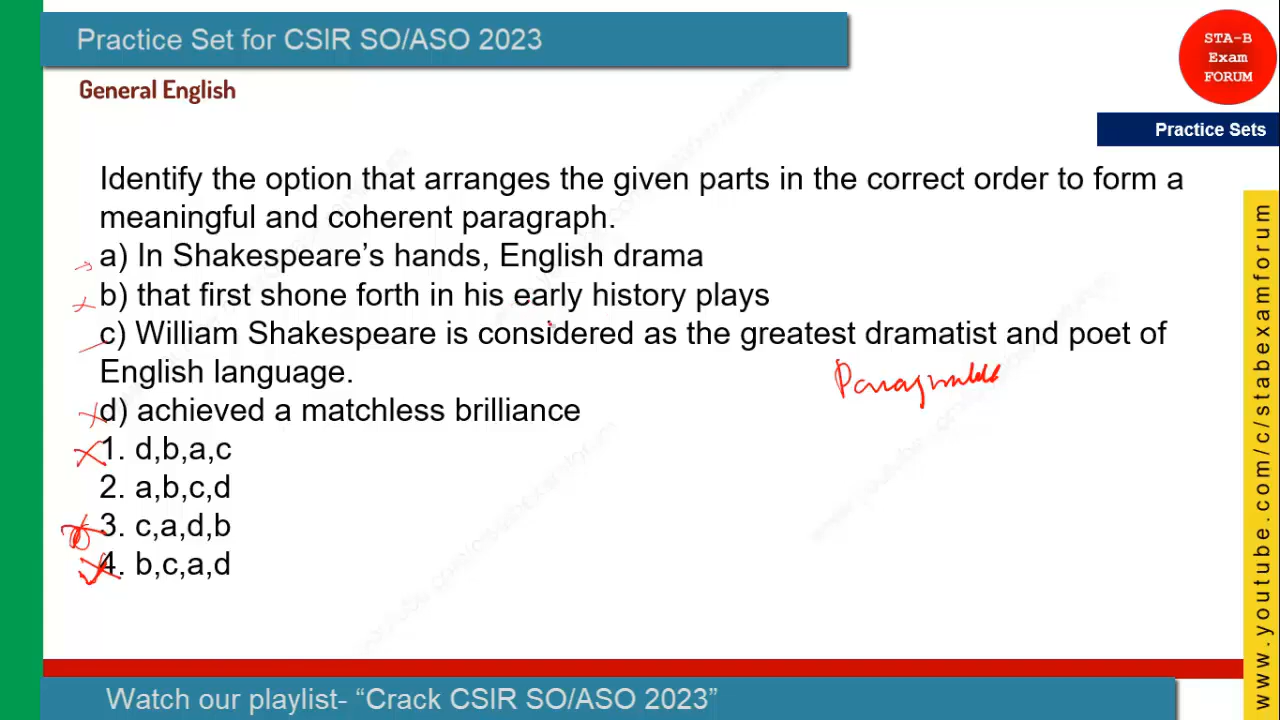 Practice Set for CSIR SO/ASO 2023
STA-B
Exam
FORUM
General English
Practice Sets
Identify the option that arranges the given parts in the correct order to form a
meaningful and coherent paragraph.
a) In Shakespeare’s hands, English drama
b) that first shone forth in his early history plays
c) William Shakespeare is considered as the greatest dramatist and poet of
English language.
d) achieved a matchless brilliance
1. d,b,a,c
2. a,b,c,d
3. c,a,d,b
4. b,c,a,d
www.youtube.com/c/stabexamforum
Watch our playlist- “Crack CSIR SO/ASO 2023”